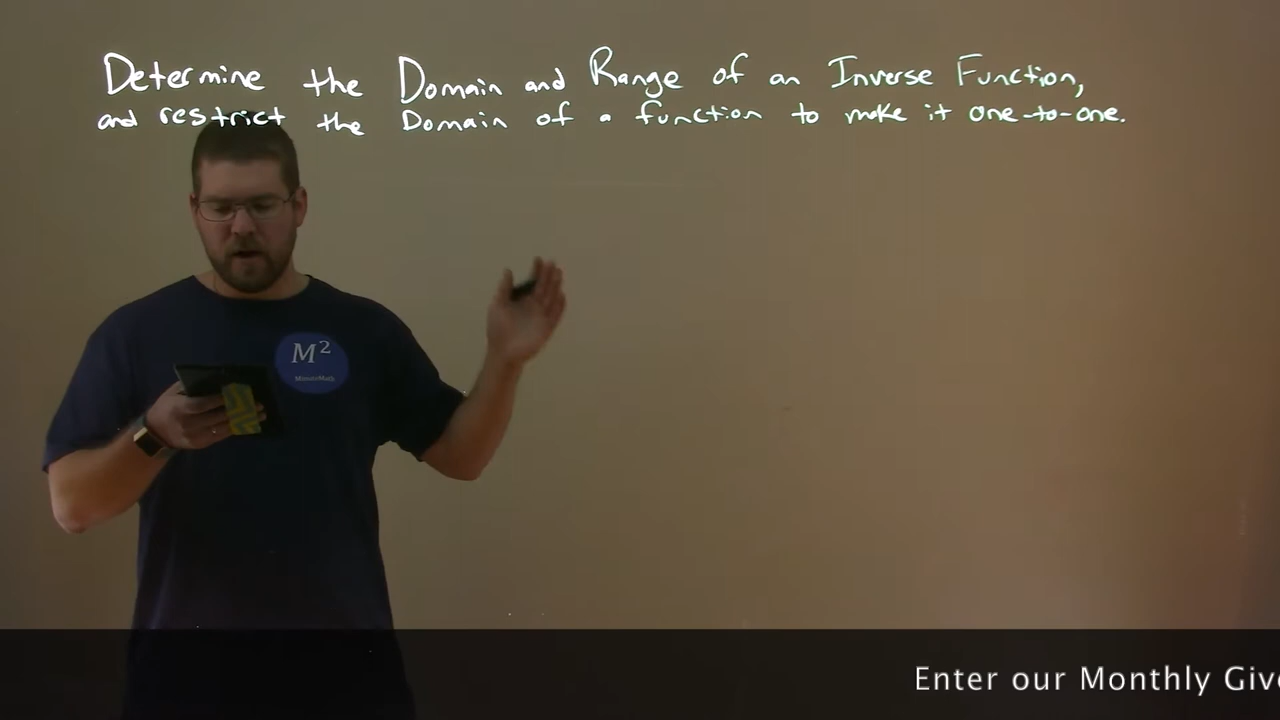 Determine the Domain and Range of an Inverse Function,
and restrict the Domain of a function to make it one-to-one.
M²
MinuteMath
Enter our Monthly Give